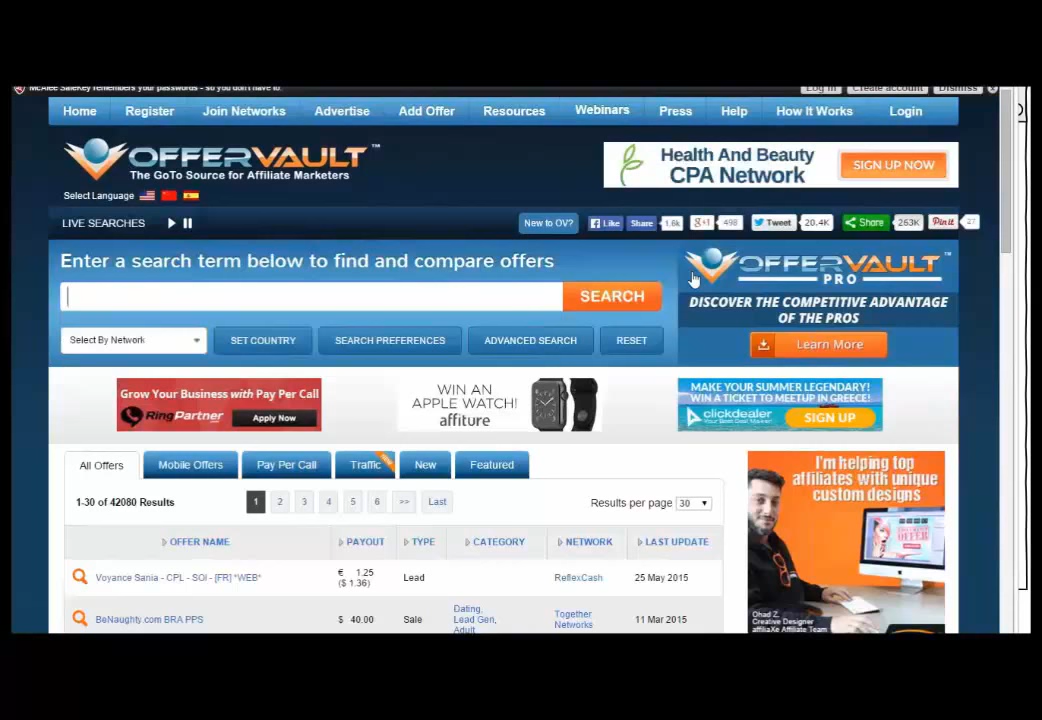 McAfee SafeKey remembers your passwords - so you don't have to.
Log In Create account Dismiss
Home Register Join Networks Advertise Add Offer Resources Webinars Press Help How It Works Login
OFFERVAULT™
The GoTo Source for Affiliate Marketers
Health And Beauty
CPA Network
SIGN UP NOW
Select Language
LIVE SEARCHES
New to OV? Like Share 1.6k g+1 498 Tweet 20.4K Share 263K Pin it 27
Enter a search term below to find and compare offers
SEARCH
OFFERVAULT™
PRO
DISCOVER THE COMPETITIVE ADVANTAGE
OF THE PROS
Learn More
Select By Network SET COUNTRY SEARCH PREFERENCES ADVANCED SEARCH RESET
Grow Your Business with Pay Per Call
RingPartner Apply Now
WIN AN
APPLE WATCH!
affiture
MAKE YOUR SUMMER LEGENDARY!
WIN A TICKET TO MEETUP IN GREECE!
clickdealer
Your Best Deal Maker
SIGN UP
All Offers Mobile Offers Pay Per Call Traffic New Featured
1-30 of 42080 Results 1 2 3 4 5 6 >> Last Results per page 30
OFFER NAME PAYOUT TYPE CATEGORY NETWORK LAST UPDATE
Voyance Sania - CPL - SOI - [FR] *WEB* € 1.25 ($ 1.36) Lead ReflexCash 25 May 2015
BeNaughty.com BRA PPS $ 40.00 Sale Dating, Lead Gen, Adult Together Networks 11 Mar 2015
I'm helping top
affiliates with unique
custom designs
Ohad Z.
Creative Designer
affiliaXe Affiliate Team